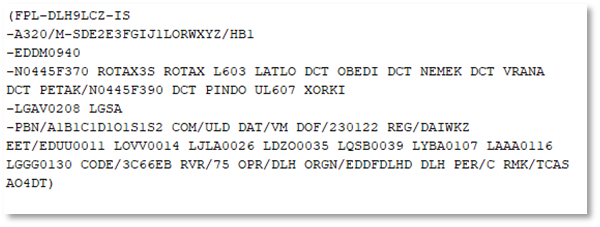 (FPL-DLH9LCZ-IS
-A320/M-SDE2E3FGIJ1LORWXYZ/HB1
-EDDM0940
-N0445F370 ROTAX3S ROTAX L603 LATLO DCT OBEDI DCT NEMEK DCT VRANA
DCT PETAK/N0445F390 DCT PINDO UL607 XORKI
-LGAV0208 LGSA
-PBN/A1B1C1D1O1S1S2 COM/ULD DAT/VM DOF/230122 REG/DAIWKZ
EET/EDUU0011 LOVV0014 LJLA0026 LDZO0035 LQSB0039 LYBA0107 LAAA0116
LGGG0130 CODE/3C66EB RVR/75 OPR/DLH ORGN/EDDFDLHD DLH PER/C RMK/TCAS
AO4DT)